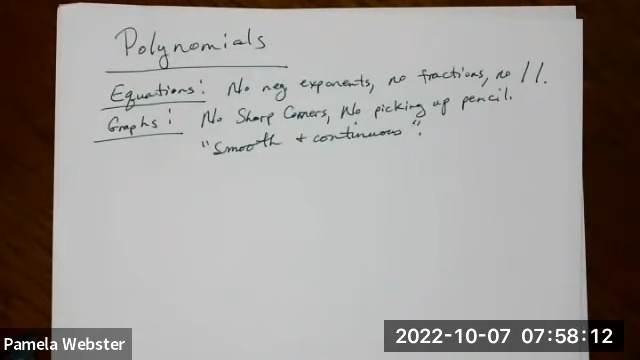 Polynomials
Equations: No neg exponents, no fractions, no | |.
Graphs: No Sharp Corners, No picking up pencil.
"Smooth + continuous".
Pamela Webster
2022-10-07 07:58:12